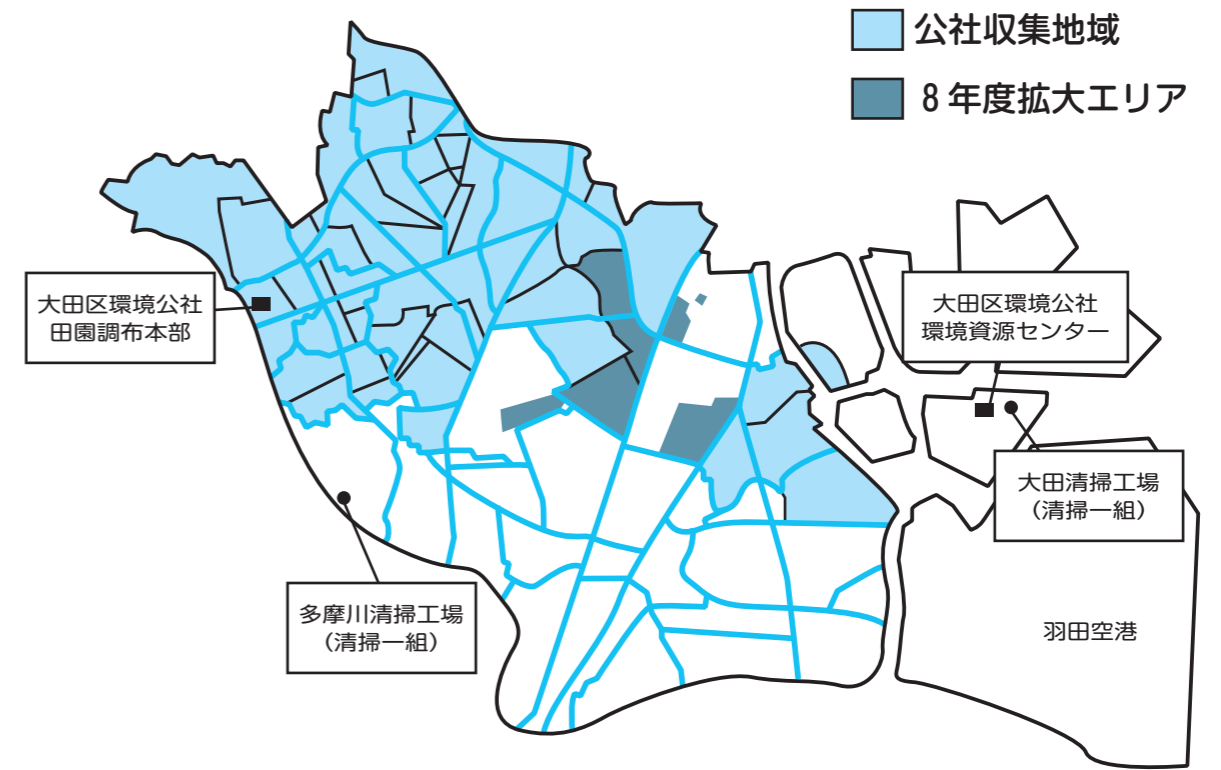 公社収集地域
8年度拡大エリア
大田区環境公社
田園調布本部
大田区環境公社
環境資源センター
大田清掃工場
（清掃一組）
多摩川清掃工場
（清掃一組）
羽田空港